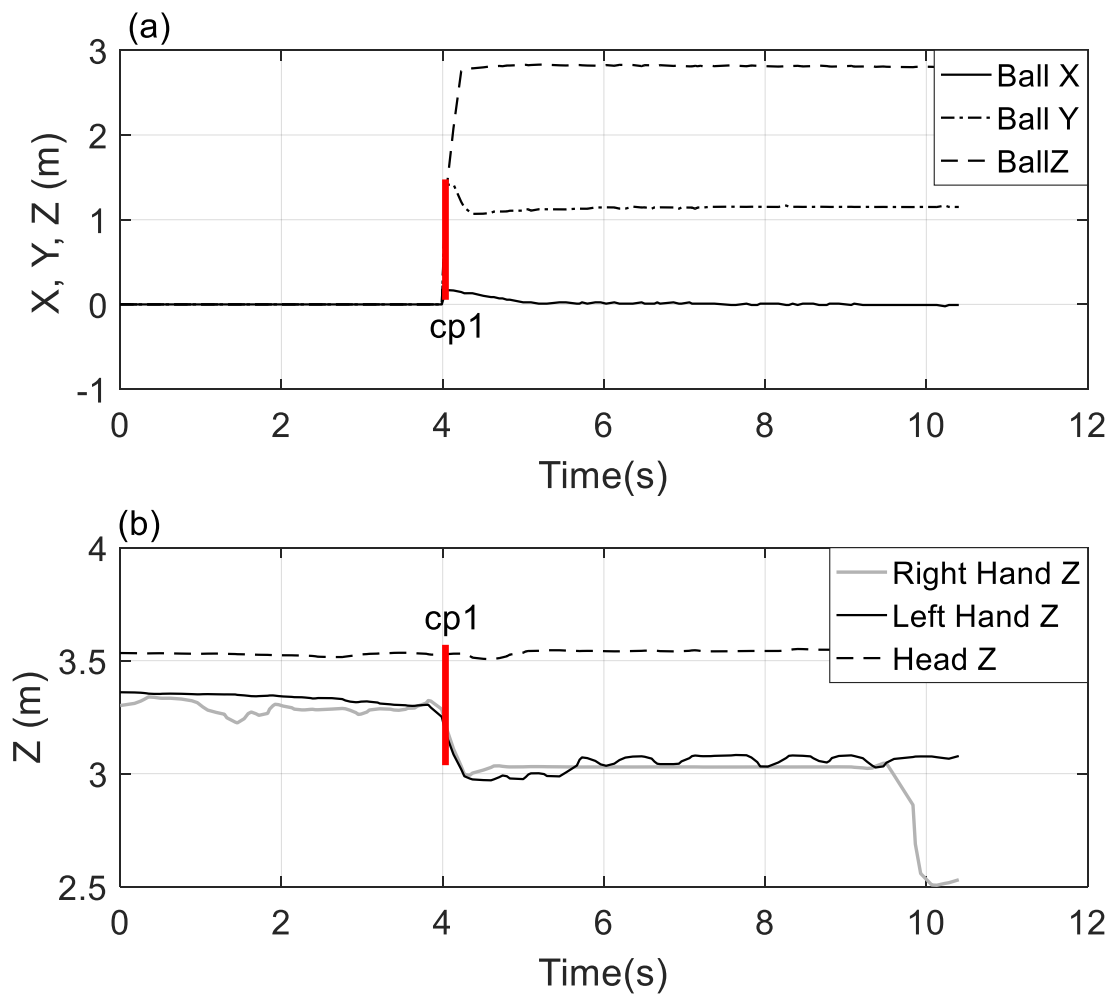 (a)
3
2
1
0
-1
X, Y, Z (m)
Ball X
Ball Y
BallZ
cp1
0 2 4 6 8 10 12
Time(s)
(b)
4
3.5
3
2.5
Z (m)
Right Hand Z
Left Hand Z
Head Z
cp1
0 2 4 6 8 10 12
Time(s)